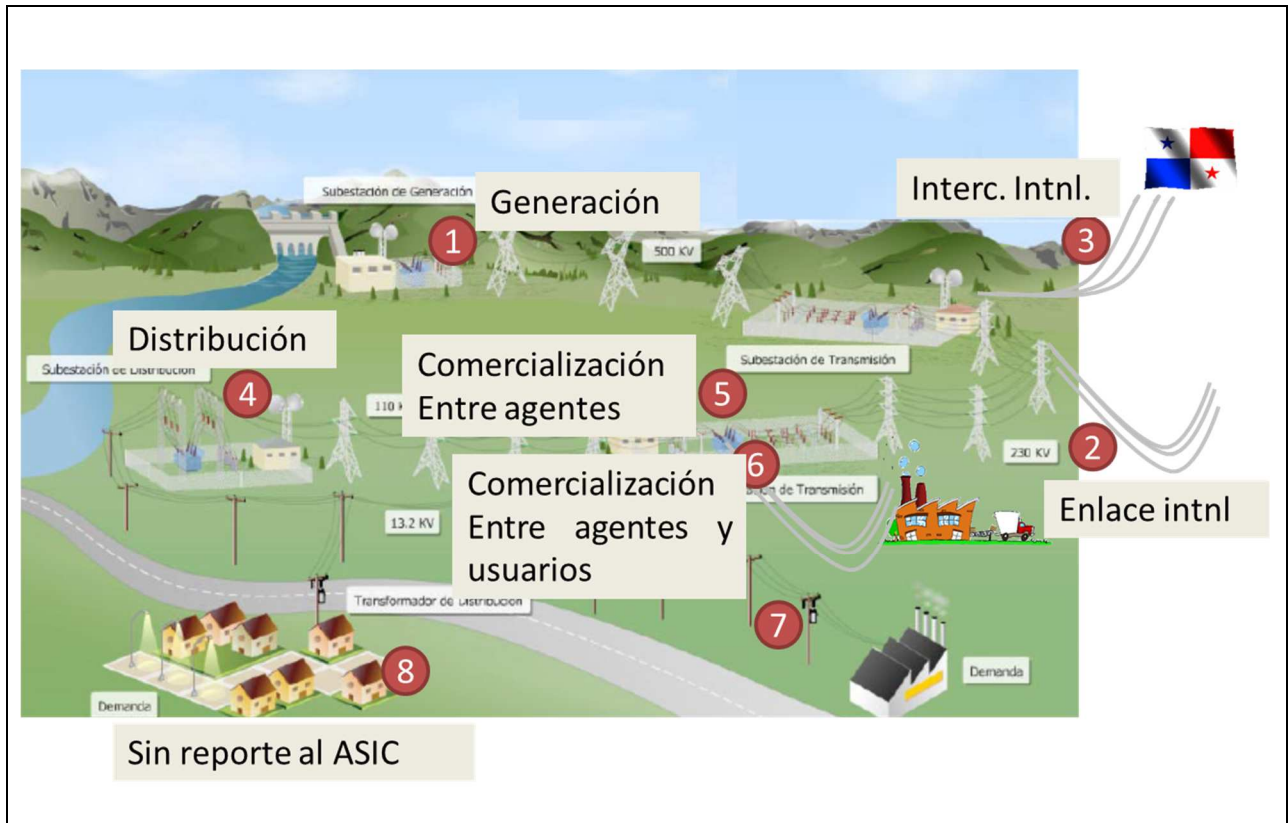 Subestación de Generación
Generación
1
500 KV
Interc. Intnl.
3
Distribución
Subestación de Distribución
4
110 K
Comercialización
Entre agentes
5
Subestación de Transmisión
230 KV
2
Enlace intnl
6
de Transmisión
Comercialización
Entre agentes y
usuarios
13.2 KV
Transformador de Distribución
7
8
Demanda
Demanda
Sin reporte al ASIC